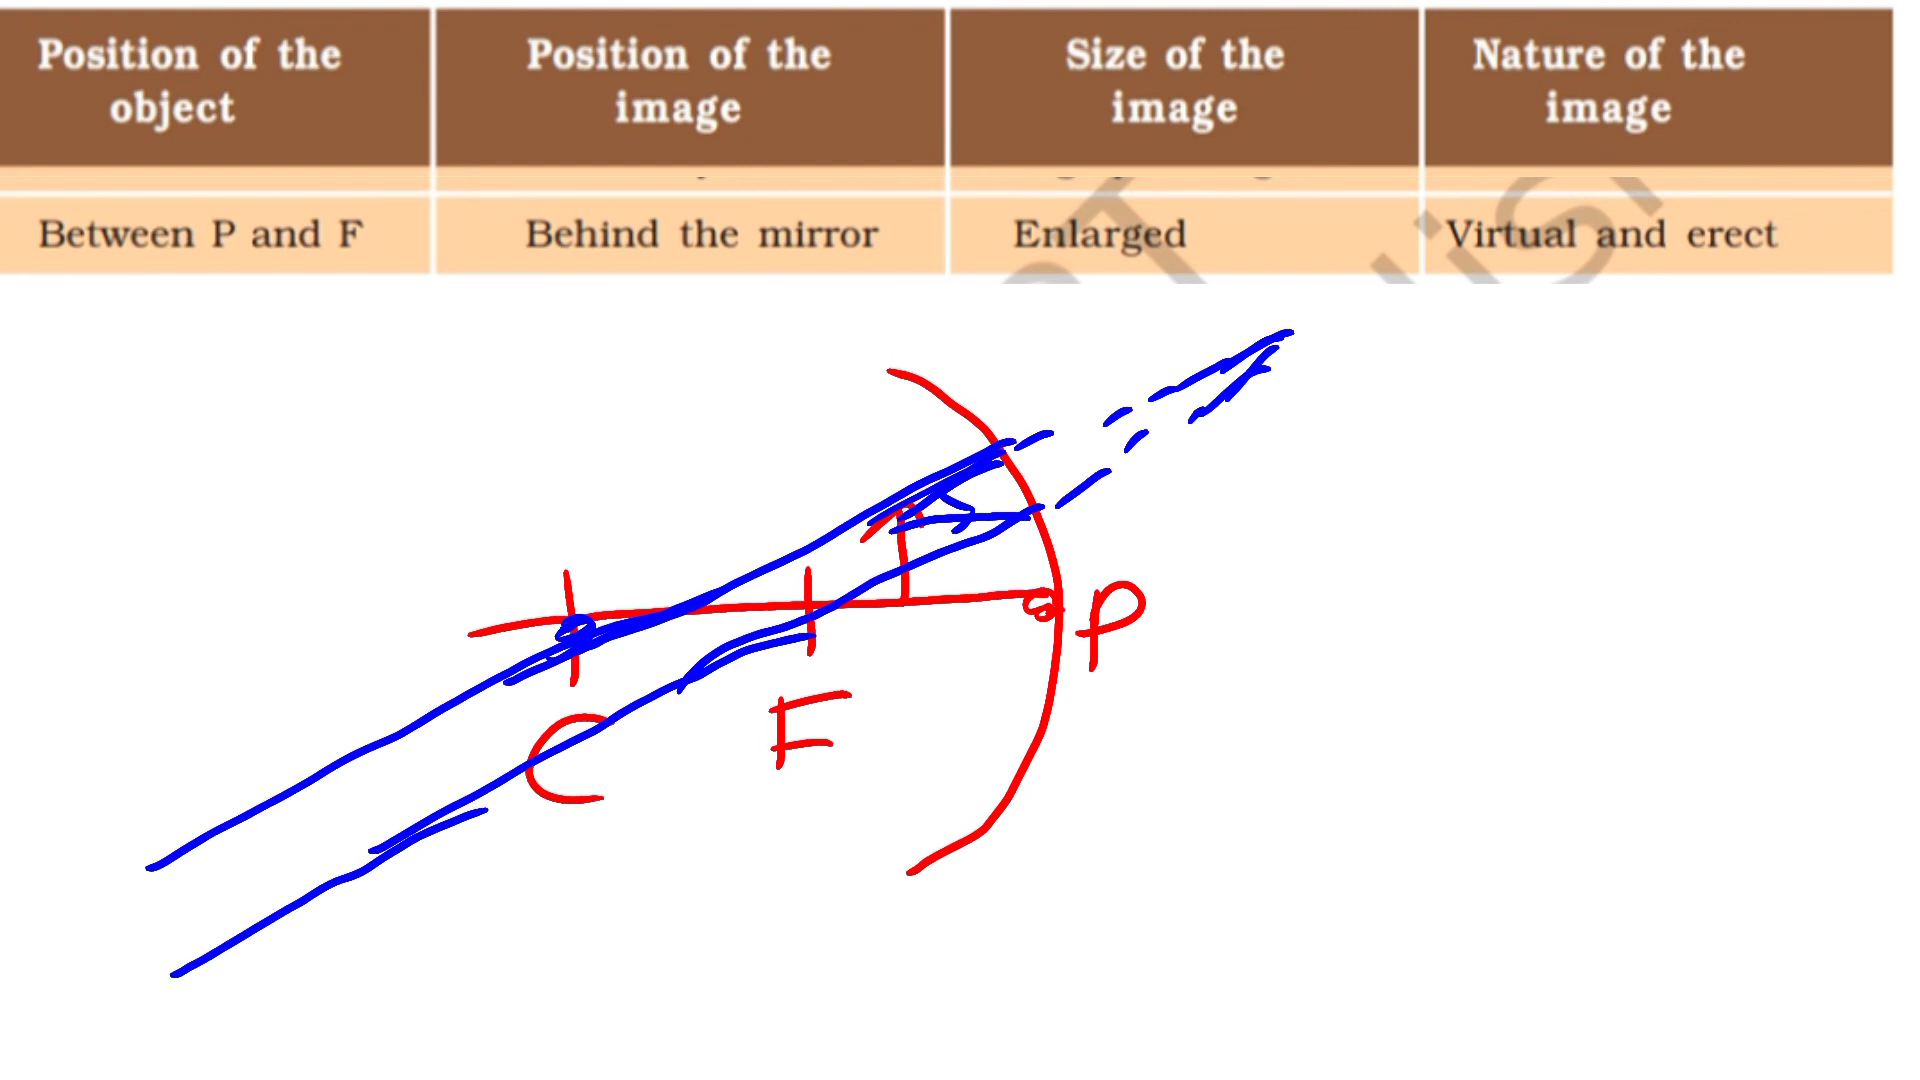 Position of the object
Position of the image
Size of the image
Nature of the image
Between P and F
Behind the mirror
Enlarged
Virtual and erect
P
F
C